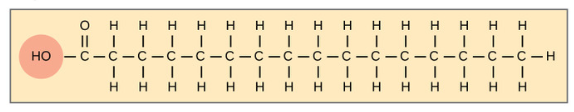 O H H H H H H H H H H H H H H H
HO – C – C – C – C – C – C – C – C – C – C – C – C – C – C – C – C – H
H H H H H H H H H H H H H H H